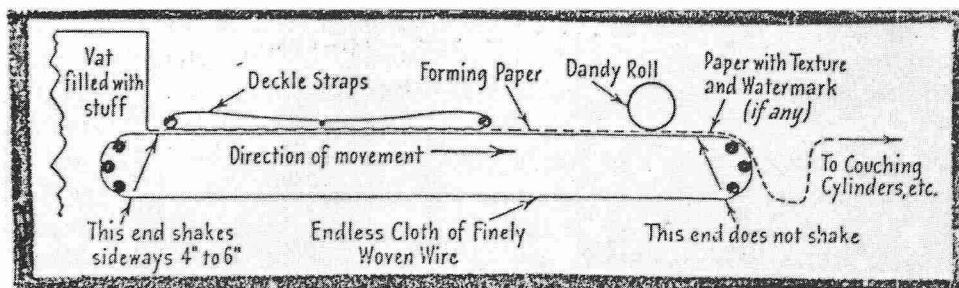 Vat
filled with
stuff
Deckle Straps
Forming Paper
Dandy Roll
Paper with Texture
and Watermark
(if any)
Direction of movement
To Couching
Cylinders, etc.
This end shakes
sideways 4" to 6"
Endless Cloth of Finely
Woven Wire
This end does not shake